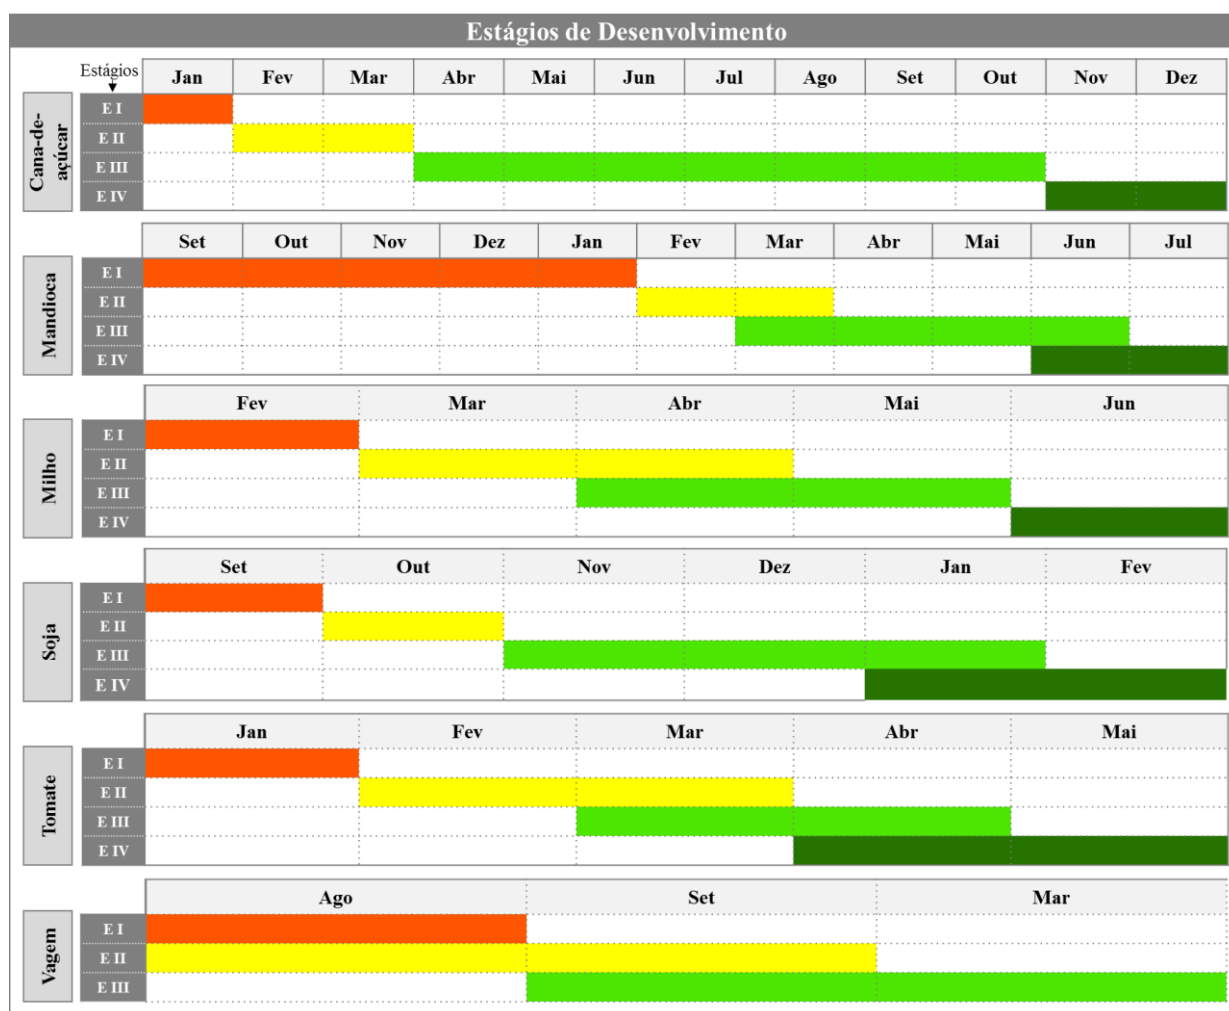 Estágios de Desenvolvimento
Estágios
Jan Fev Mar Abr Mai Jun Jul Ago Set Out Nov Dez
Cana-de-
açúcar
E I
E II
E III
E IV
Set Out Nov Dez Jan Fev Mar Abr Mai Jun Jul
Mandioca
E I
E II
E III
E IV
Fev Mar Abr Mai Jun
Milho
E I
E II
E III
E IV
Set Out Nov Dez Jan Fev
Soja
E I
E II
E III
E IV
Jan Fev Mar Abr Mai
Tomate
E I
E II
E III
E IV
Ago Set Mar
Vagem
E I
E II
E III